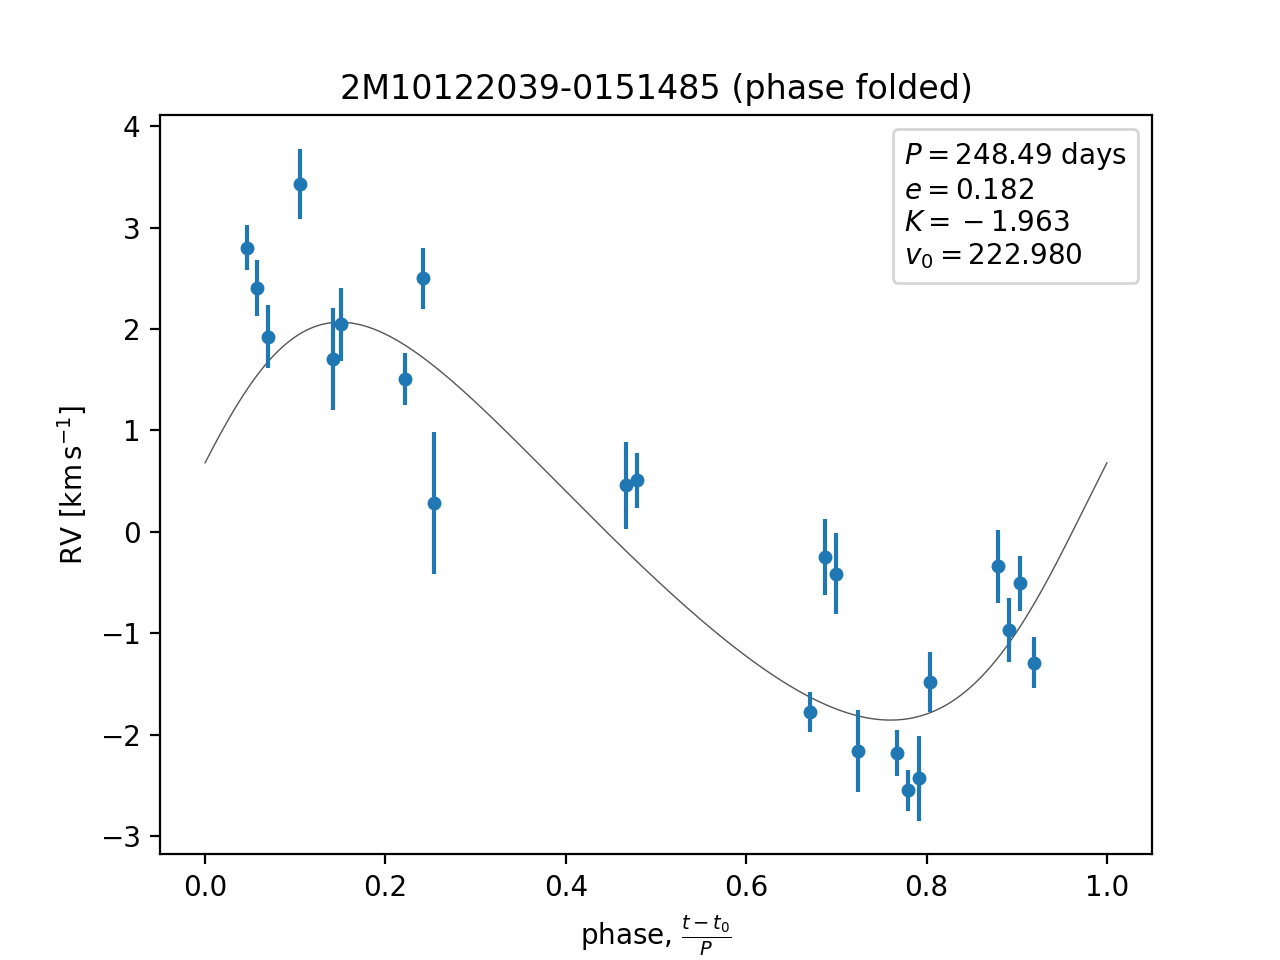 2M10122039-0151485 (phase folded)
P = 248.49 days
e = 0.182
K = −1.963
v₀ = 222.980
4
3
2
1
0
−1
−2
−3
RV [km s⁻¹]
0.0 0.2 0.4 0.6 0.8 1.0
phase, (t − t₀)/P